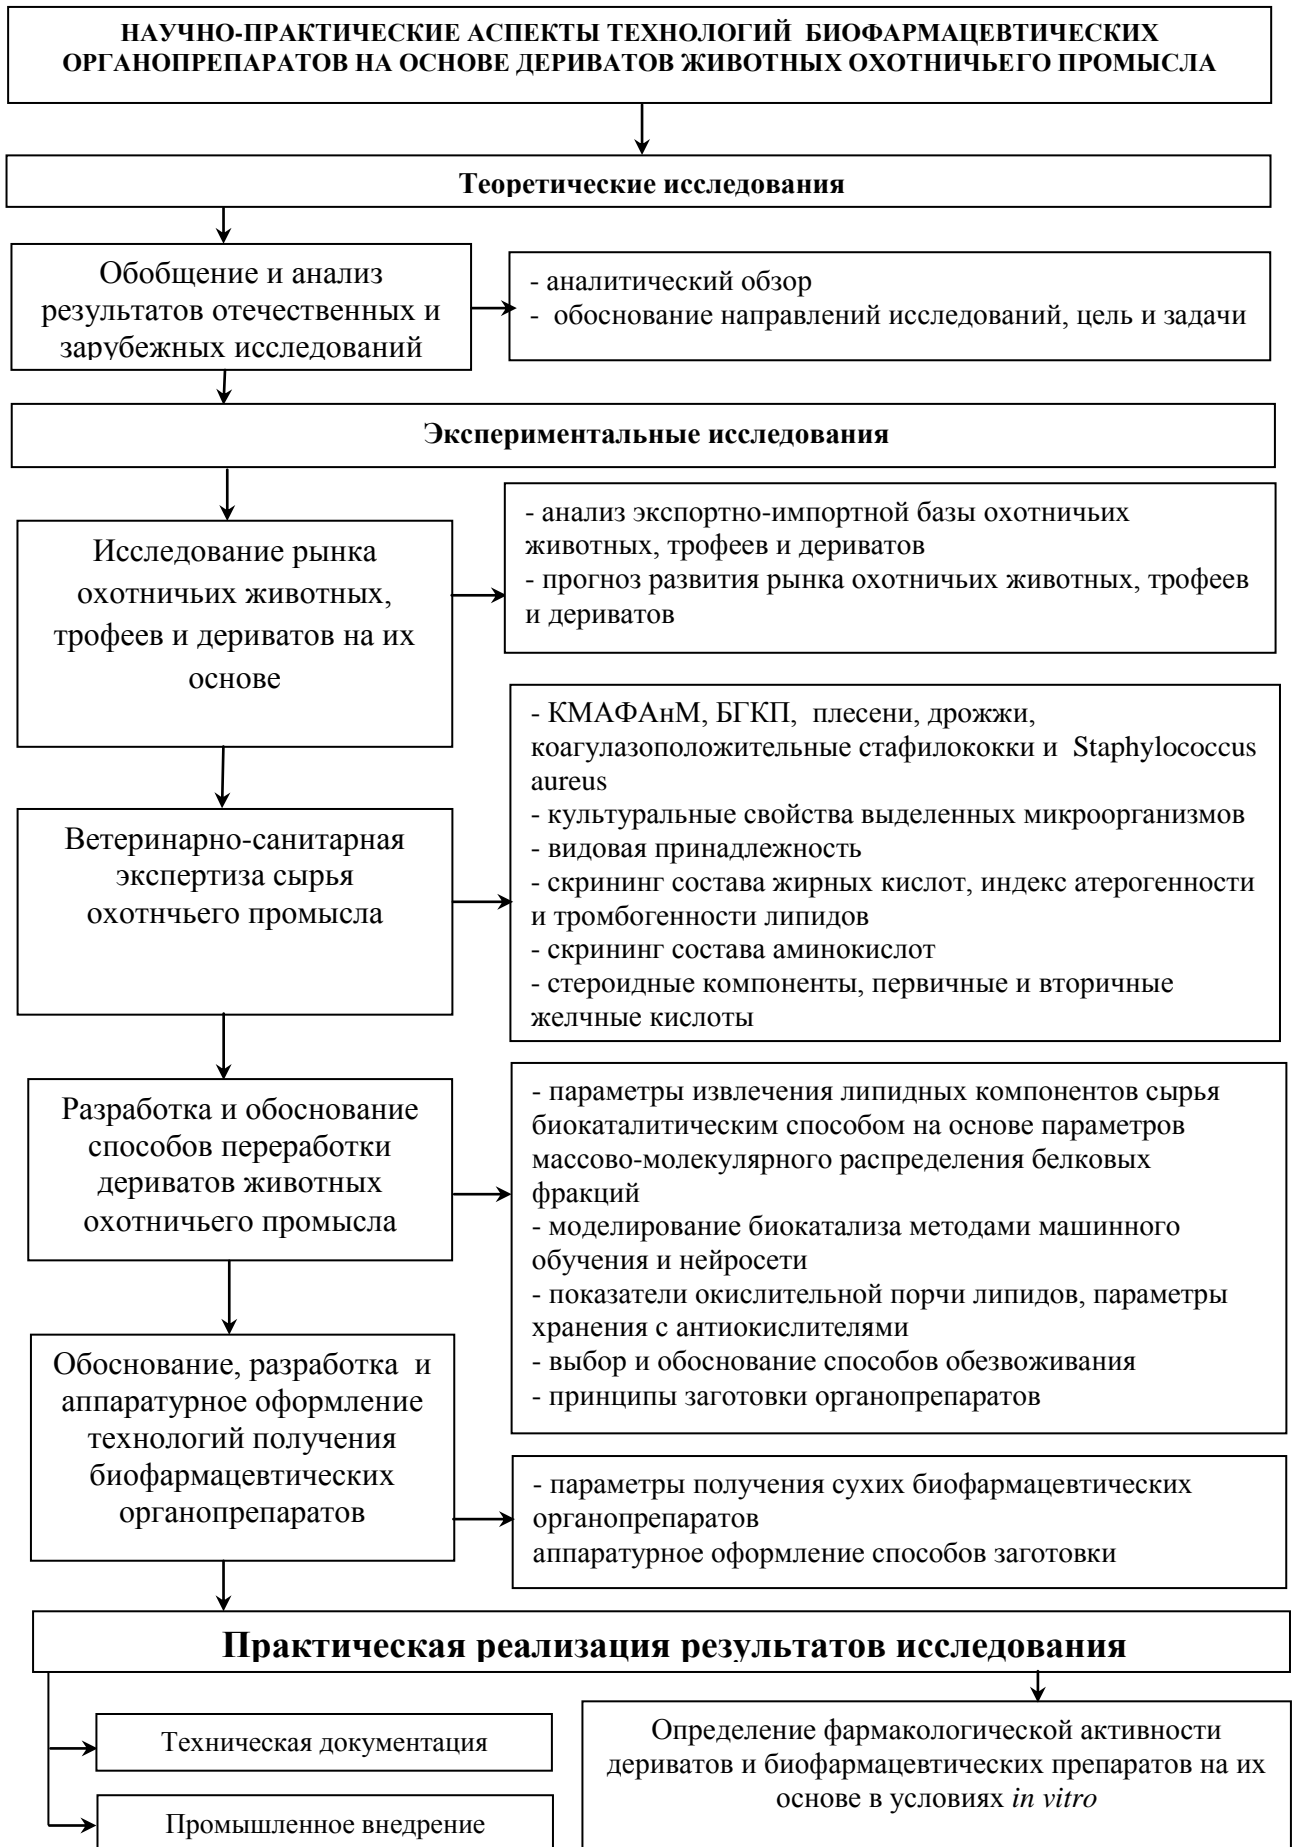 НАУЧНО-ПРАКТИЧЕСКИЕ АСПЕКТЫ ТЕХНОЛОГИЙ БИОФАРМАЦЕВТИЧЕСКИХ
ОРГАНОПРЕПАРАТОВ НА ОСНОВЕ ДЕРИВАТОВ ЖИВОТНЫХ ОХОТНИЧЬЕГО ПРОМЫСЛА
Теоретические исследования
Обобщение и анализ
результатов отечественных и
зарубежных исследований
- аналитический обзор
- обоснование направлений исследований, цель и задачи
Экспериментальные исследования
Исследование рынка
охотничьих животных,
трофеев и дериватов на их
основе
- анализ экспортно-импортной базы охотничьих
животных, трофеев и дериватов
- прогноз развития рынка охотничьих животных, трофеев
и дериватов
Ветеринарно-санитарная
экспертиза сырья
охотнчьего промысла
- КМАФАнМ, БГКП, плесени, дрожжи,
коагулазоположительные стафилококки и Staphylococcus
aureus
- культуральные свойства выделенных микроорганизмов
- видовая принадлежность
- скрининг состава жирных кислот, индекс атерогенности
и тромбогенности липидов
- скрининг состава аминокислот
- стероидные компоненты, первичные и вторичные
желчные кислоты
Разработка и обоснование
способов переработки
дериватов животных
охотничьего промысла
- параметры извлечения липидных компонентов сырья
биокаталитическим способом на основе параметров
массово-молекулярного распределения белковых
фракций
- моделирование биокатализа методами машинного
обучения и нейросети
- показатели окислительной порчи липидов, параметры
хранения с антиокислителями
- выбор и обоснование способов обезвоживания
- принципы заготовки органопрепаратов
Обоснование, разработка и
аппаратурное оформление
технологий получения
биофармацевтических
органопрепаратов
- параметры получения сухих биофармацевтических
органопрепаратов
аппаратурное оформление способов заготовки
Практическая реализация результатов исследования
Техническая документация
Промышленное внедрение
Определение фармакологической активности
дериватов и биофармацевтических препаратов на их
основе в условиях in vitro